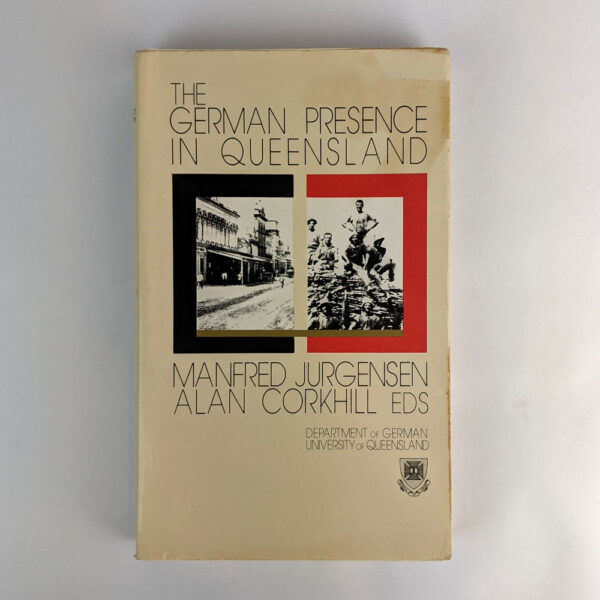 THE
GERMAN PRESENCE
IN QUEENSLAND
MANFRED JURGENSEN
ALAN CORKHILL EDS
DEPARTMENT OF GERMAN
UNIVERSITY OF QUEENSLAND